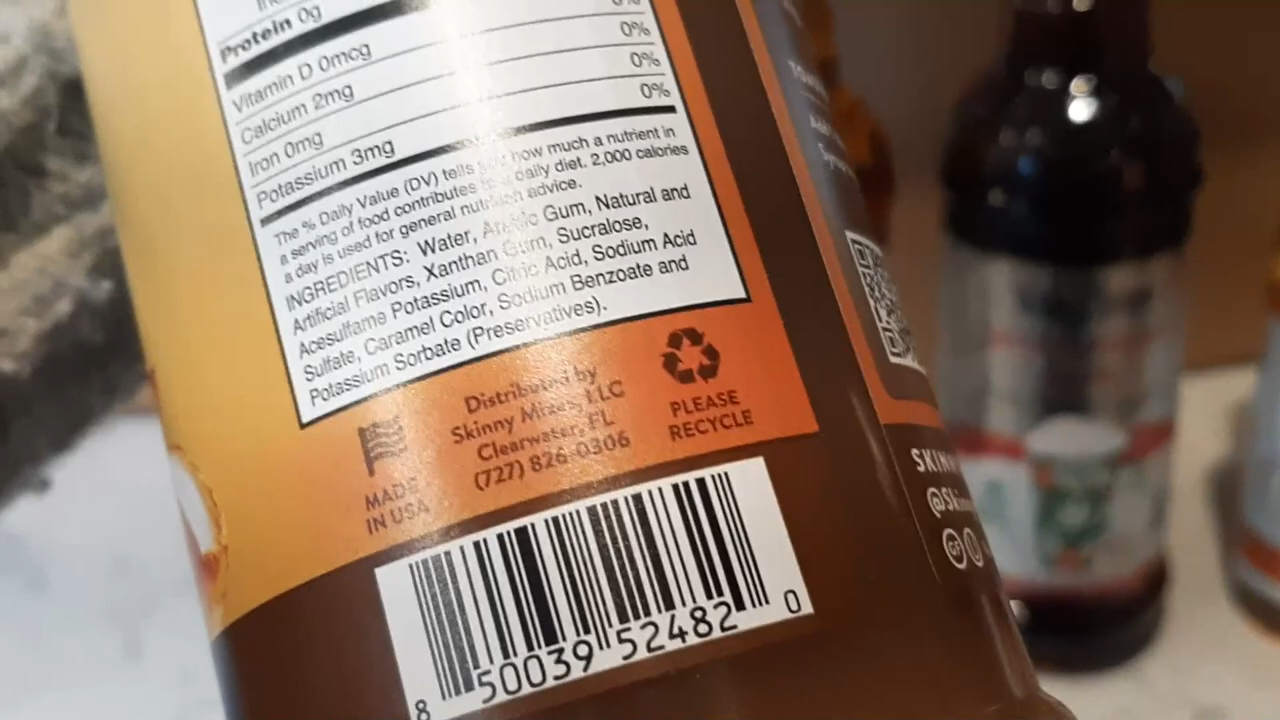 Protein 0g
0%
Vitamin D 0mcg 0%
Calcium 2mg 0%
Iron 0mg 0%
Potassium 3mg
The % Daily Value (DV) tells how much a nutrient in
a serving of food contributes daily diet. 2,000 calories
a day is used for general nutrition advice.
INGREDIENTS: Water, Arabic Gum, Natural and
Artificial Flavors, Xanthan Gum, Sucralose,
Acesulfame Potassium, Citric Acid, Sodium Acid
Sulfate, Caramel Color, Sodium Benzoate and
Potassium Sorbate (Preservatives).
MADE
IN USA
Distributed by
Skinny Mixes, LLC
Clearwater, FL
(727) 826-0306
PLEASE
RECYCLE
8 50039 52482 0
GF